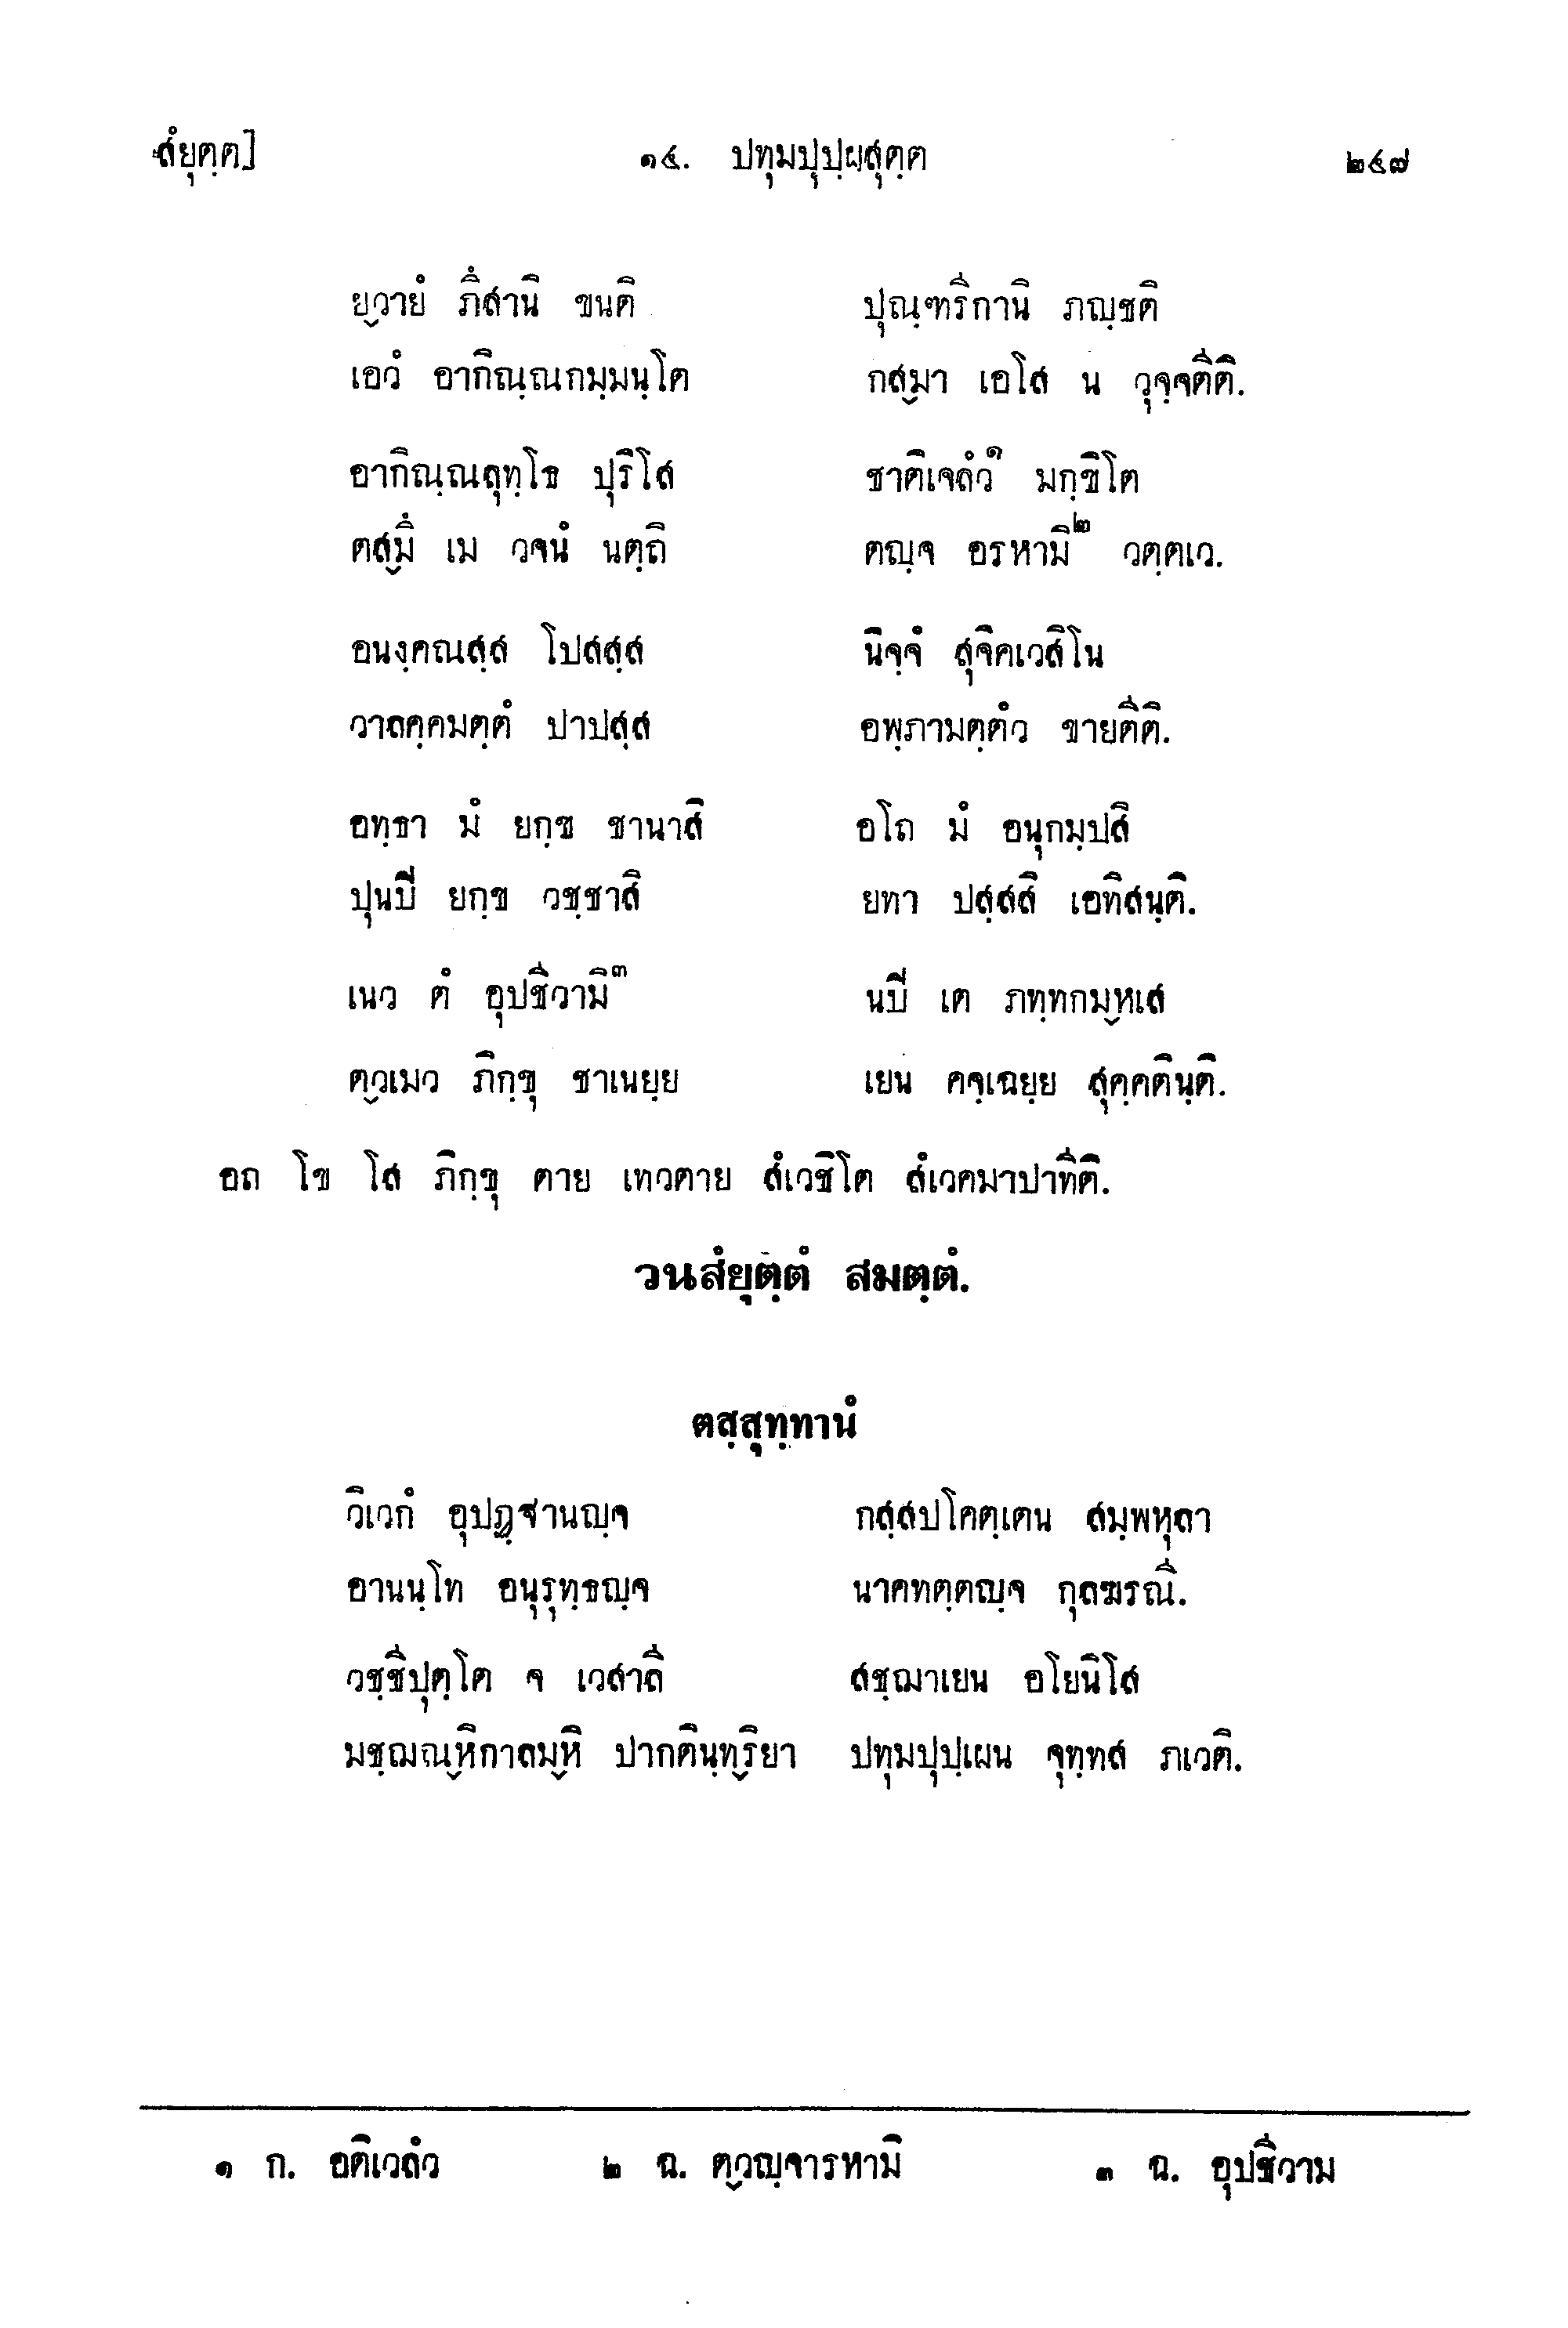 สํยุตฺต] ๑๔. ปทุมปุปฺผสุตฺต ๒๔๗
ยฺวายํ ภึสานิ ขนติ ปุณฺฑรีกานิ ภญฺชติ
เอวํ อากิณฺณกมฺมนฺโต กสฺมา เอโส น วุจฺจตีติ.
อากิณฺณลุทฺโธ ปุริโส ชาติเจลํว๑ มกฺขิโต
ตสฺมึ เม วจนํ นตฺถิ ตญฺจ อรหามิ๒ วตฺตเว.
อนงฺคณสฺส โปสสฺส นิจฺจํ สุจิคเวสิโน
วาลคฺคมตฺตํ ปาปสฺส อพฺภามตฺตํว ขายตีติ.
อทฺธา มํ ยกฺข ชานาสิ อโถ มํ อนุกมฺปสิ
ปุนปิ ยกฺข วชฺชาสิ ยทา ปสฺสสิ เอทิสนฺติ.
เนว ตํ อุปชีวามิ๓ นปิ เต ภทฺทกมฺหเส
ตฺวเมว ภิกฺขุ ชาเนยฺย เยน คจฺเฉยฺย สุคฺคตินฺติ.
อถ โข โส ภิกฺขุ ตาย เทวตาย สํเวชิโต สํเวคมาปาทีติ.
วนสํยุตฺตํ สมตฺตํ.
ตสฺสุทฺทานํ
วิเวกํ อุปฏฺฐานญฺจ กสฺสปโคตฺเตน สมฺพหุลา
อานนฺโท อนุรุทฺธญฺจ นาคทตฺตญฺจ กุลฆรณี.
วชฺชีปุตฺโต จ เวสาลี สชฺฌาเยน อโยนิโส
มชฺฌณฺหิกาลมฺหิ ปากตินฺทฺริยา ปทุมปุปฺเผน จุทฺทส ภเวติ.
๑ ก. อติเวลํว ๒ ฉ. ตฺวญฺจารหามิ ๓ ฉ. อุปชีวาม